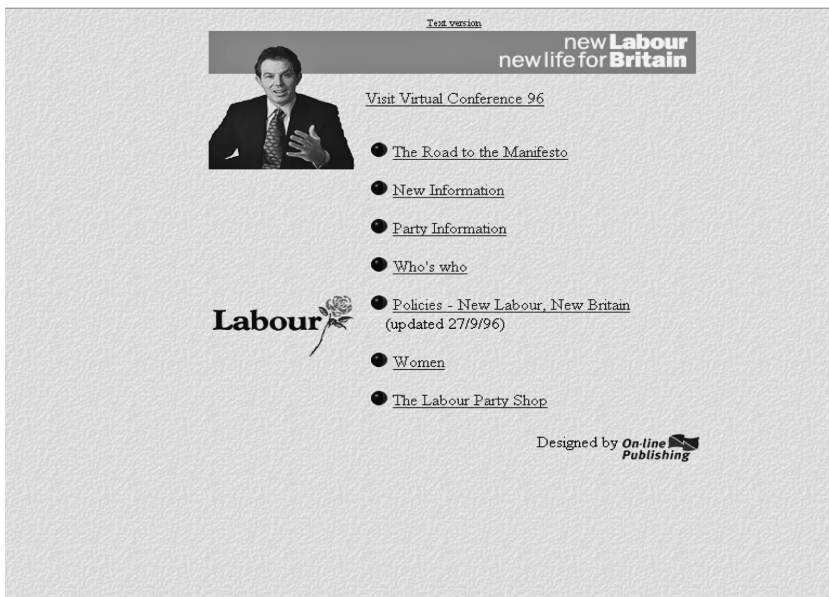 Text version
new Labour
new life for Britain
Visit Virtual Conference 96
The Road to the Manifesto
New Information
Party Information
Who's who
Labour
Policies - New Labour, New Britain
(updated 27/9/96)
Women
The Labour Party Shop
Designed by On-line
Publishing